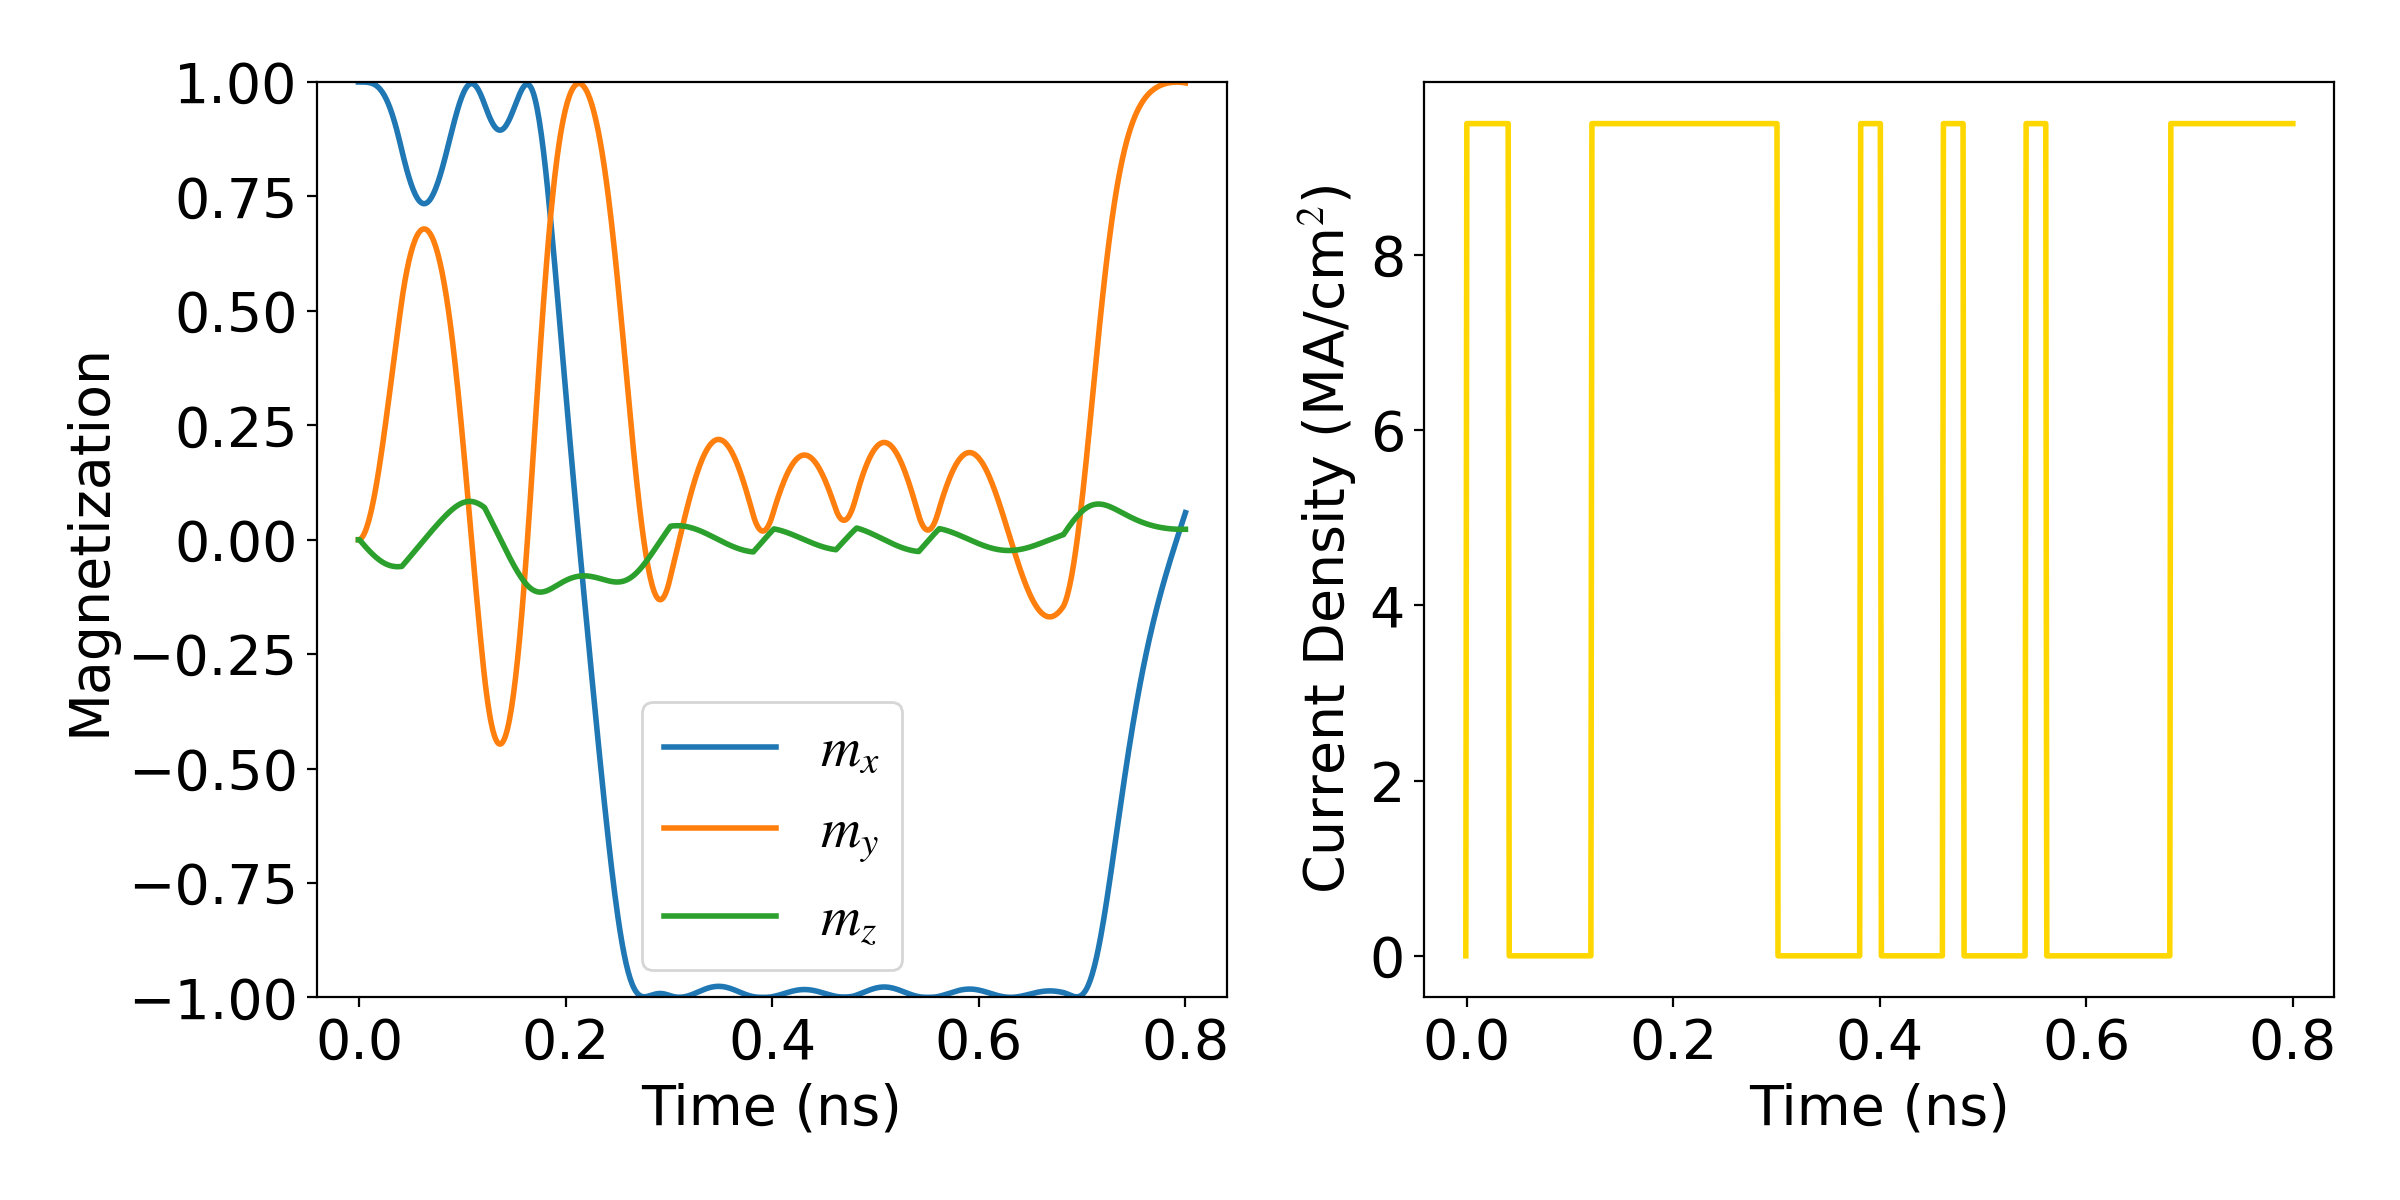 1.00
0.75
0.50
0.25
0.00
−0.25
−0.50
−0.75
−1.00
Magnetization
0.0 0.2 0.4 0.6 0.8
Time (ns)
m_x
m_y
m_z
8
6
4
2
0
Current Density (MA/cm²)
0.0 0.2 0.4 0.6 0.8
Time (ns)